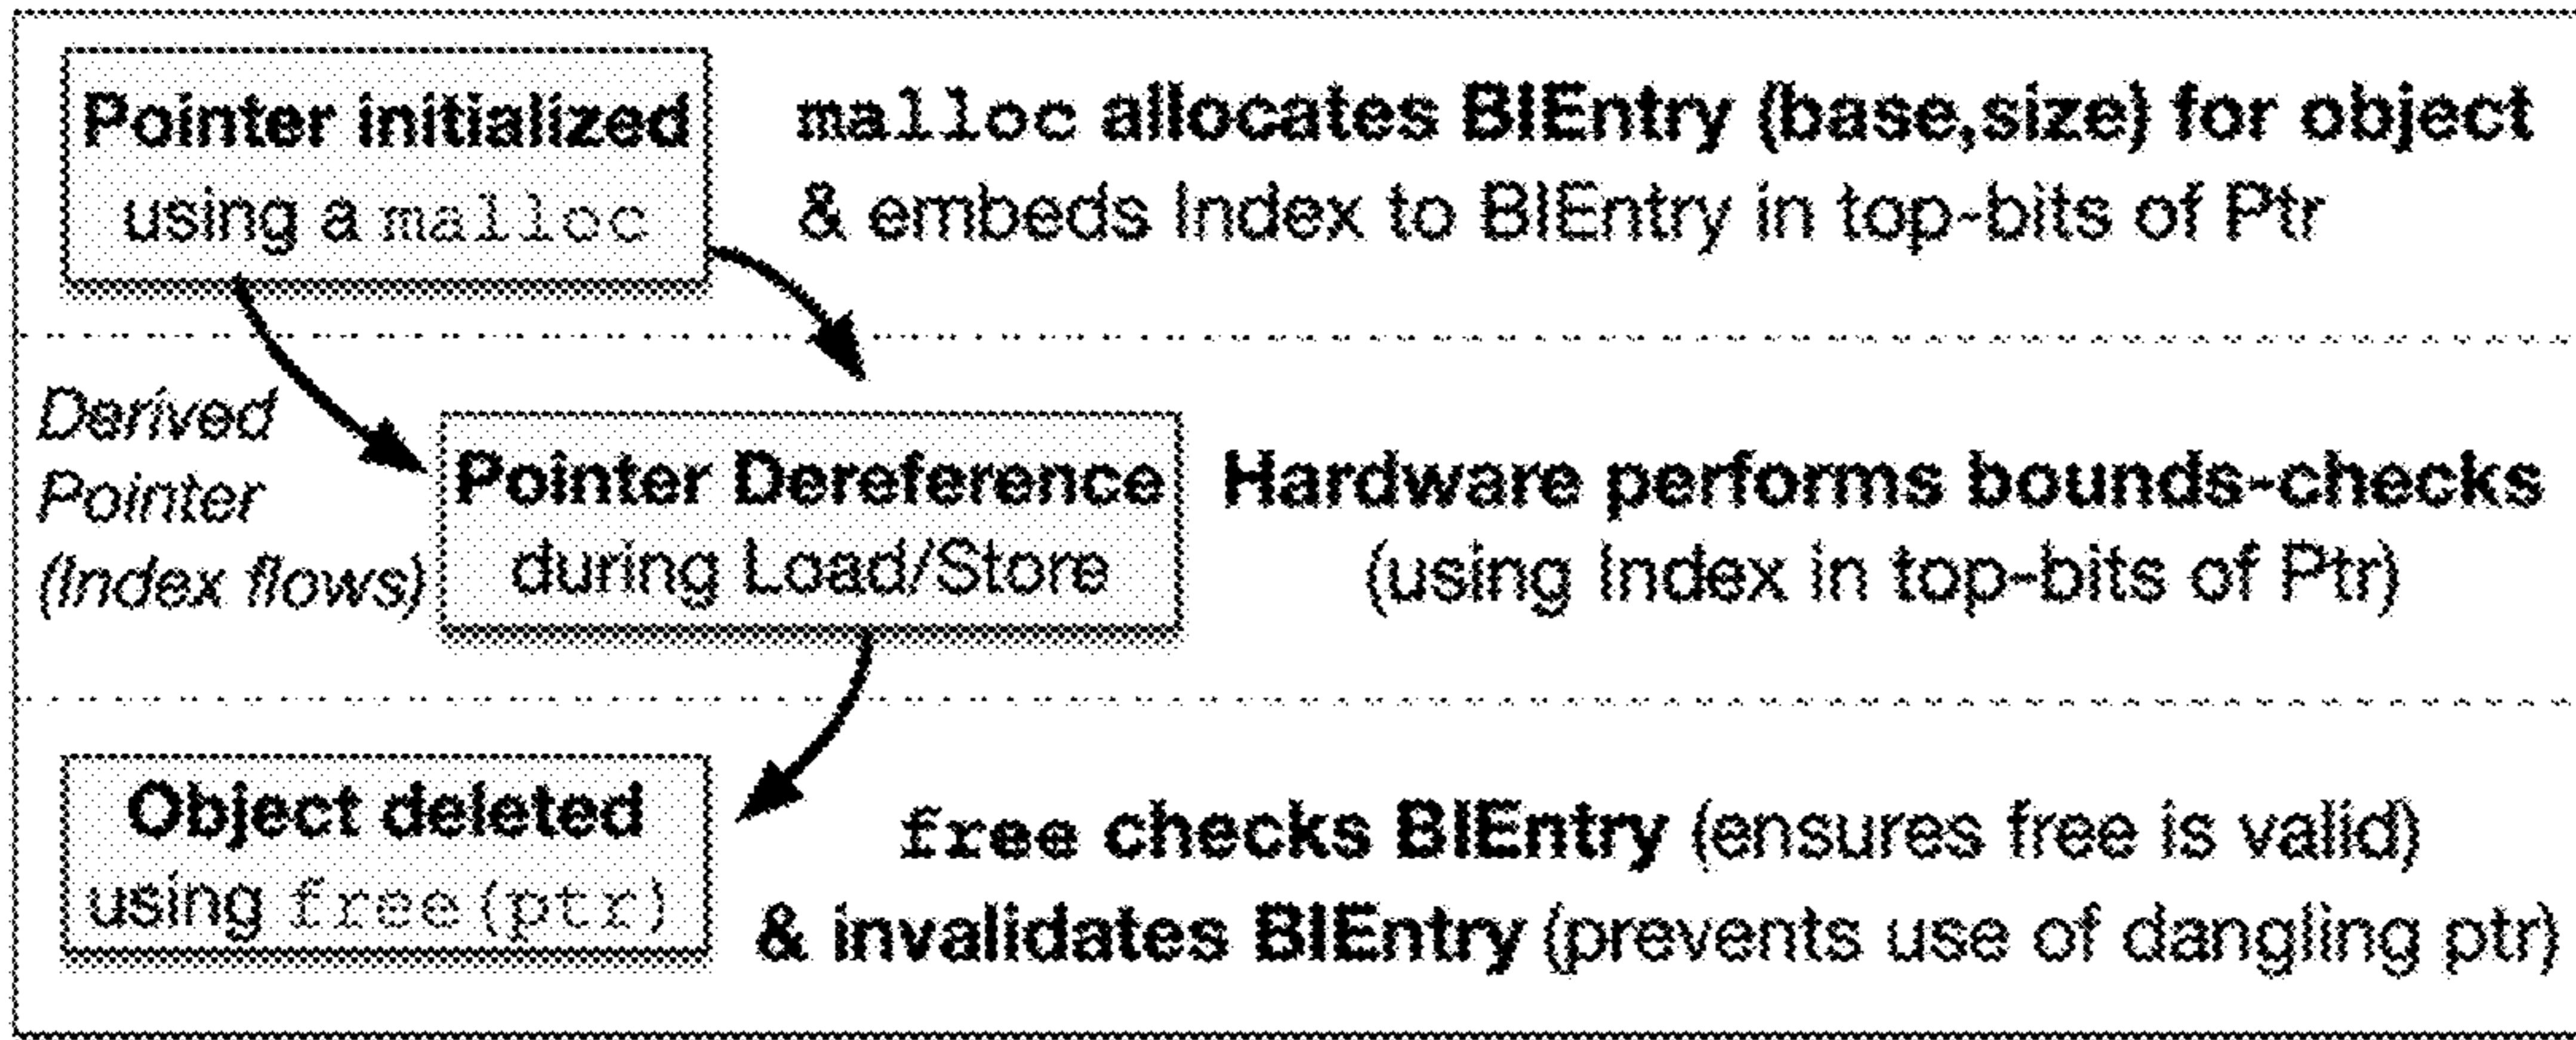 Pointer initialized
using a malloc
malloc allocates BIEntry (base,size) for object
& embeds Index to BIEntry in top-bits of Ptr
Derived
Pointer
(Index flows)
Pointer Dereference
during Load/Store
Hardware performs bounds-checks
(using Index in top-bits of Ptr)
Object deleted
using free(ptr)
free checks BIEntry (ensures free is valid)
& invalidates BIEntry (prevents use of dangling ptr)